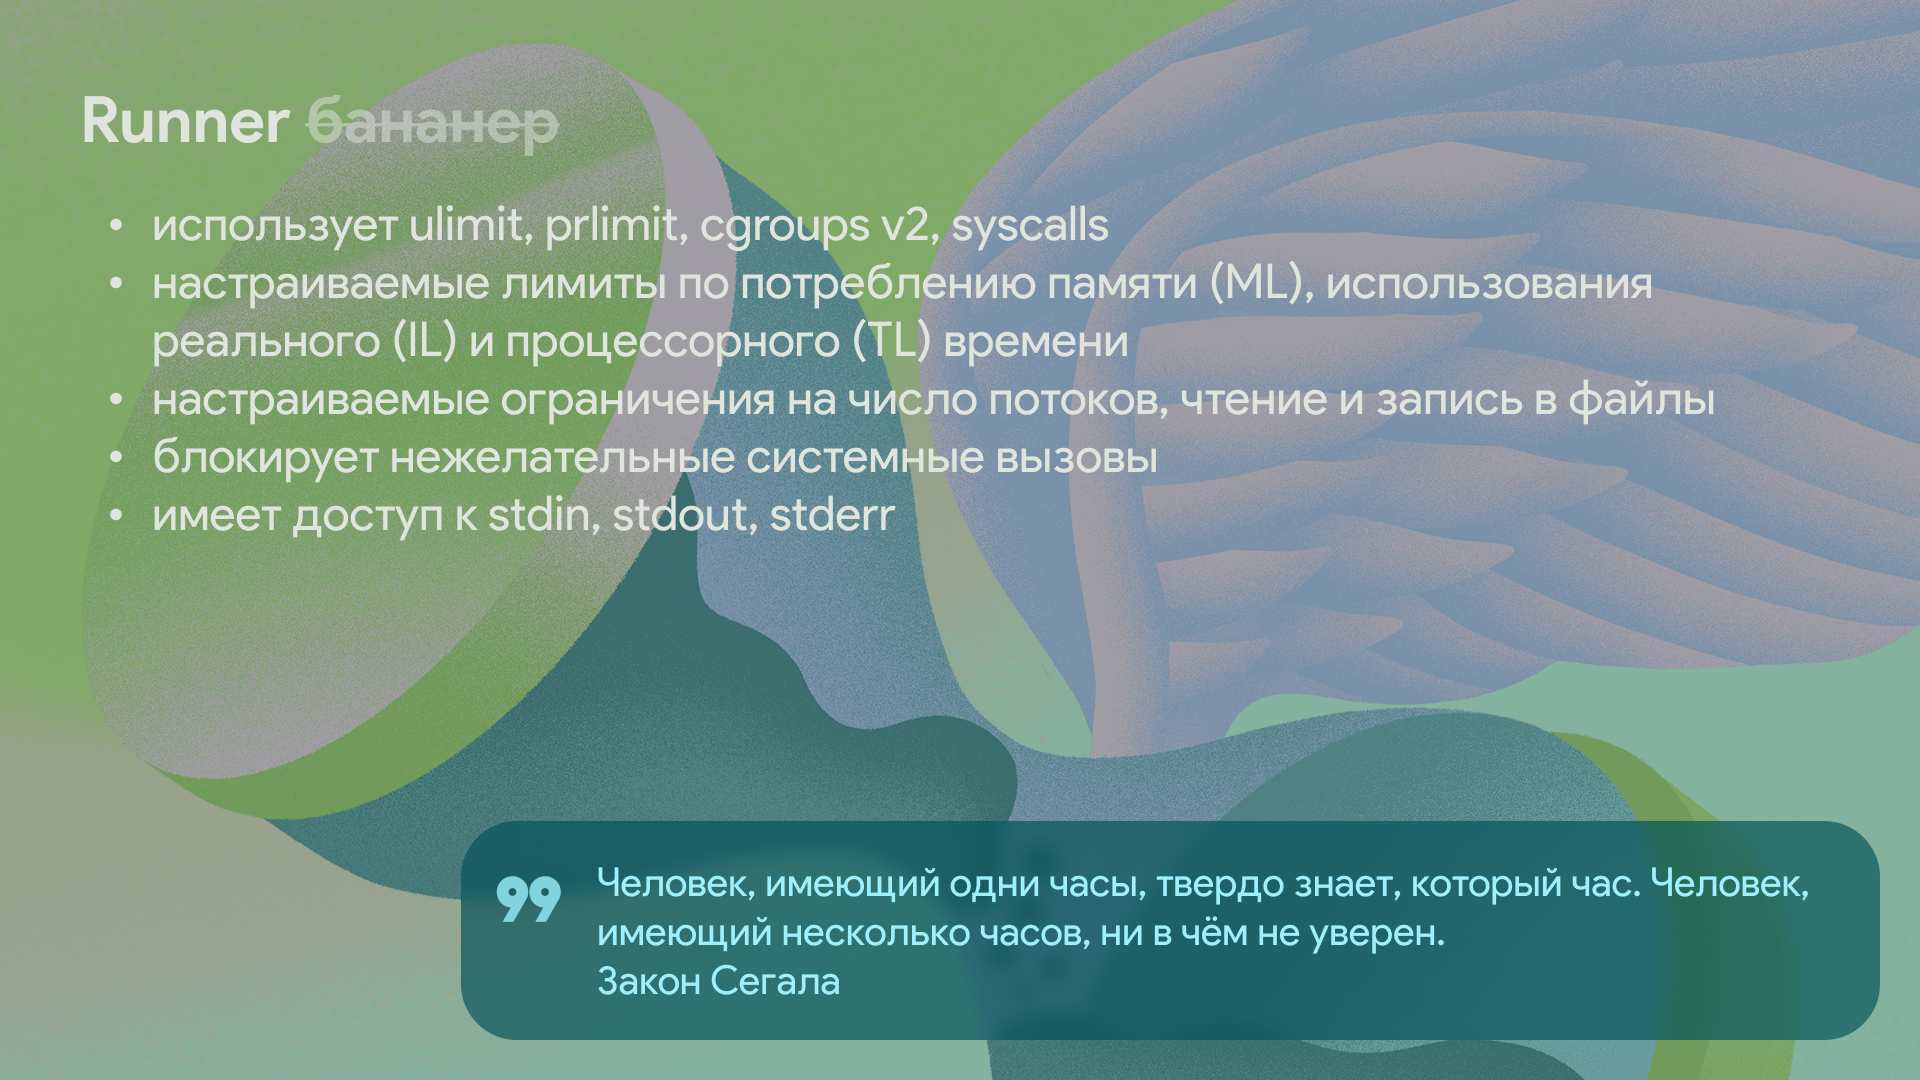 Runner бананер
• использует ulimit, prlimit, cgroups v2, syscalls
• настраиваемые лимиты по потреблению памяти (ML), использования
реального (IL) и процессорного (TL) времени
• настраиваемые ограничения на число потоков, чтение и запись в файлы
• блокирует нежелательные системные вызовы
• имеет доступ к stdin, stdout, stderr
Человек, имеющий одни часы, твердо знает, который час. Человек,
имеющий несколько часов, ни в чём не уверен.
Закон Сегала